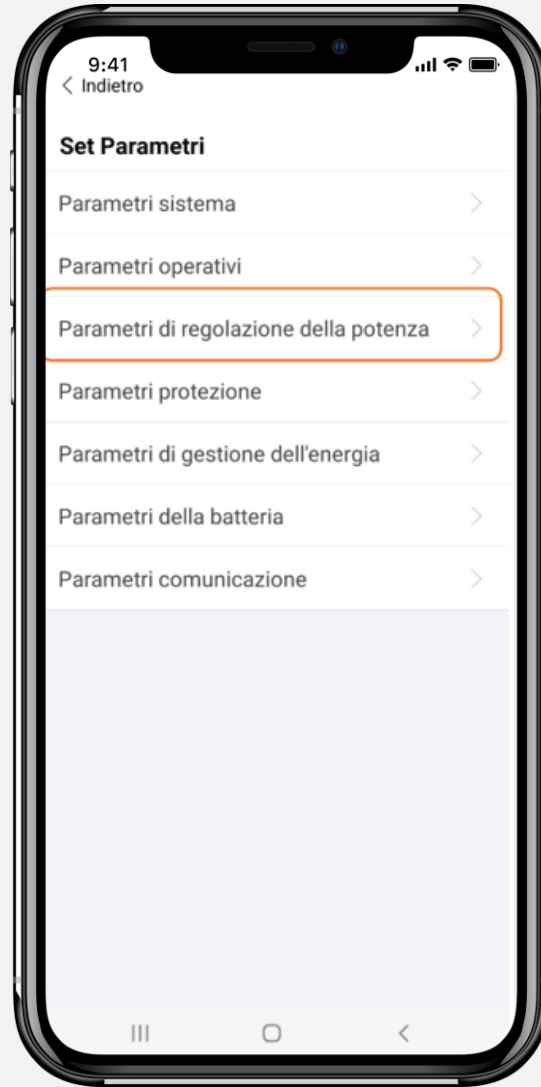 9:41
Indietro
Set Parametri
Parametri sistema
Parametri operativi
Parametri di regolazione della potenza
Parametri protezione
Parametri di gestione dell'energia
Parametri della batteria
Parametri comunicazione